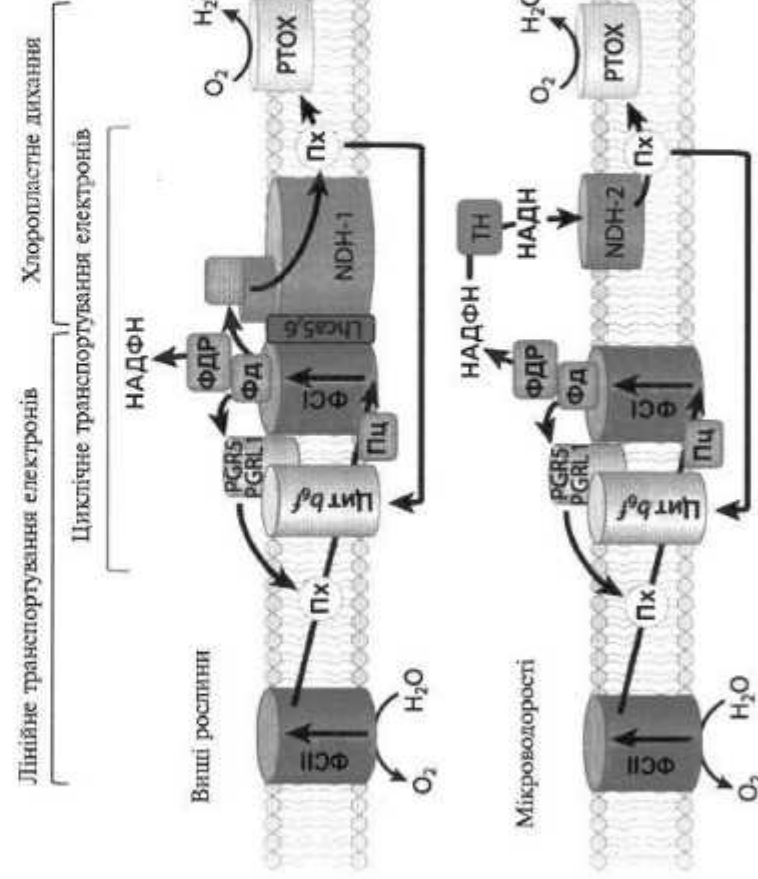 Лінійне транспортування електронів
Хлоропластне дихання
Циклічне транспортування електронів
Вищі рослини
НАДФН
ФДР
ФД
PGR5
PGRL1
ФСII
Пх
Цит b₆f
Пц
ФСI
Lhca5,6
NDH-1
Пх
PTOX
O₂
H₂O
O₂
H₂
Мікроводорості
НАДФН
ТН
НАДН
ФДР
ФД
PGR5
PGRL1
ФСII
Пх
Цит b₆f
Пц
ФСI
NDH-2
Пх
PTOX
O₂
H₂O
O₂
H₂O